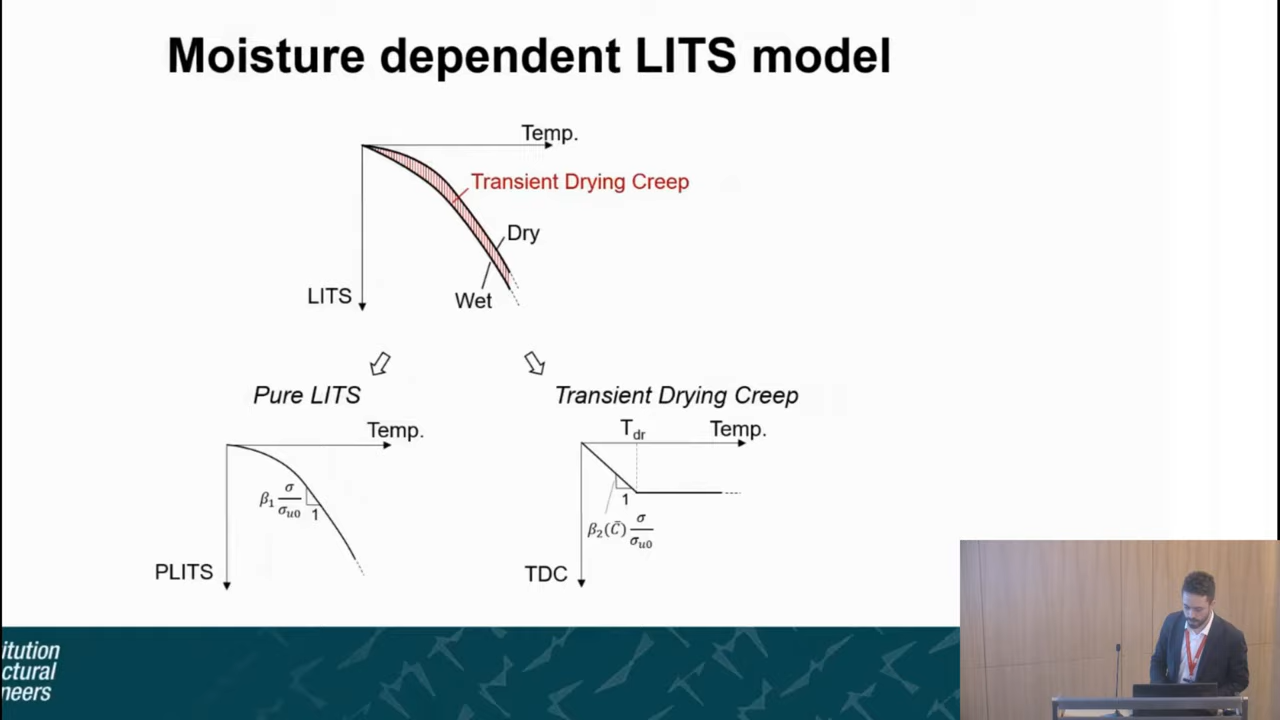 Moisture dependent LITS model
Temp.
Transient Drying Creep
Dry
LITS
Wet
Pure LITS
Transient Drying Creep
Temp.
T_dr
Temp.
β₁ σ/σ_u0
1
1
β₂(C̄) σ/σ_u0
PLITS
TDC
itution
ctural
neers